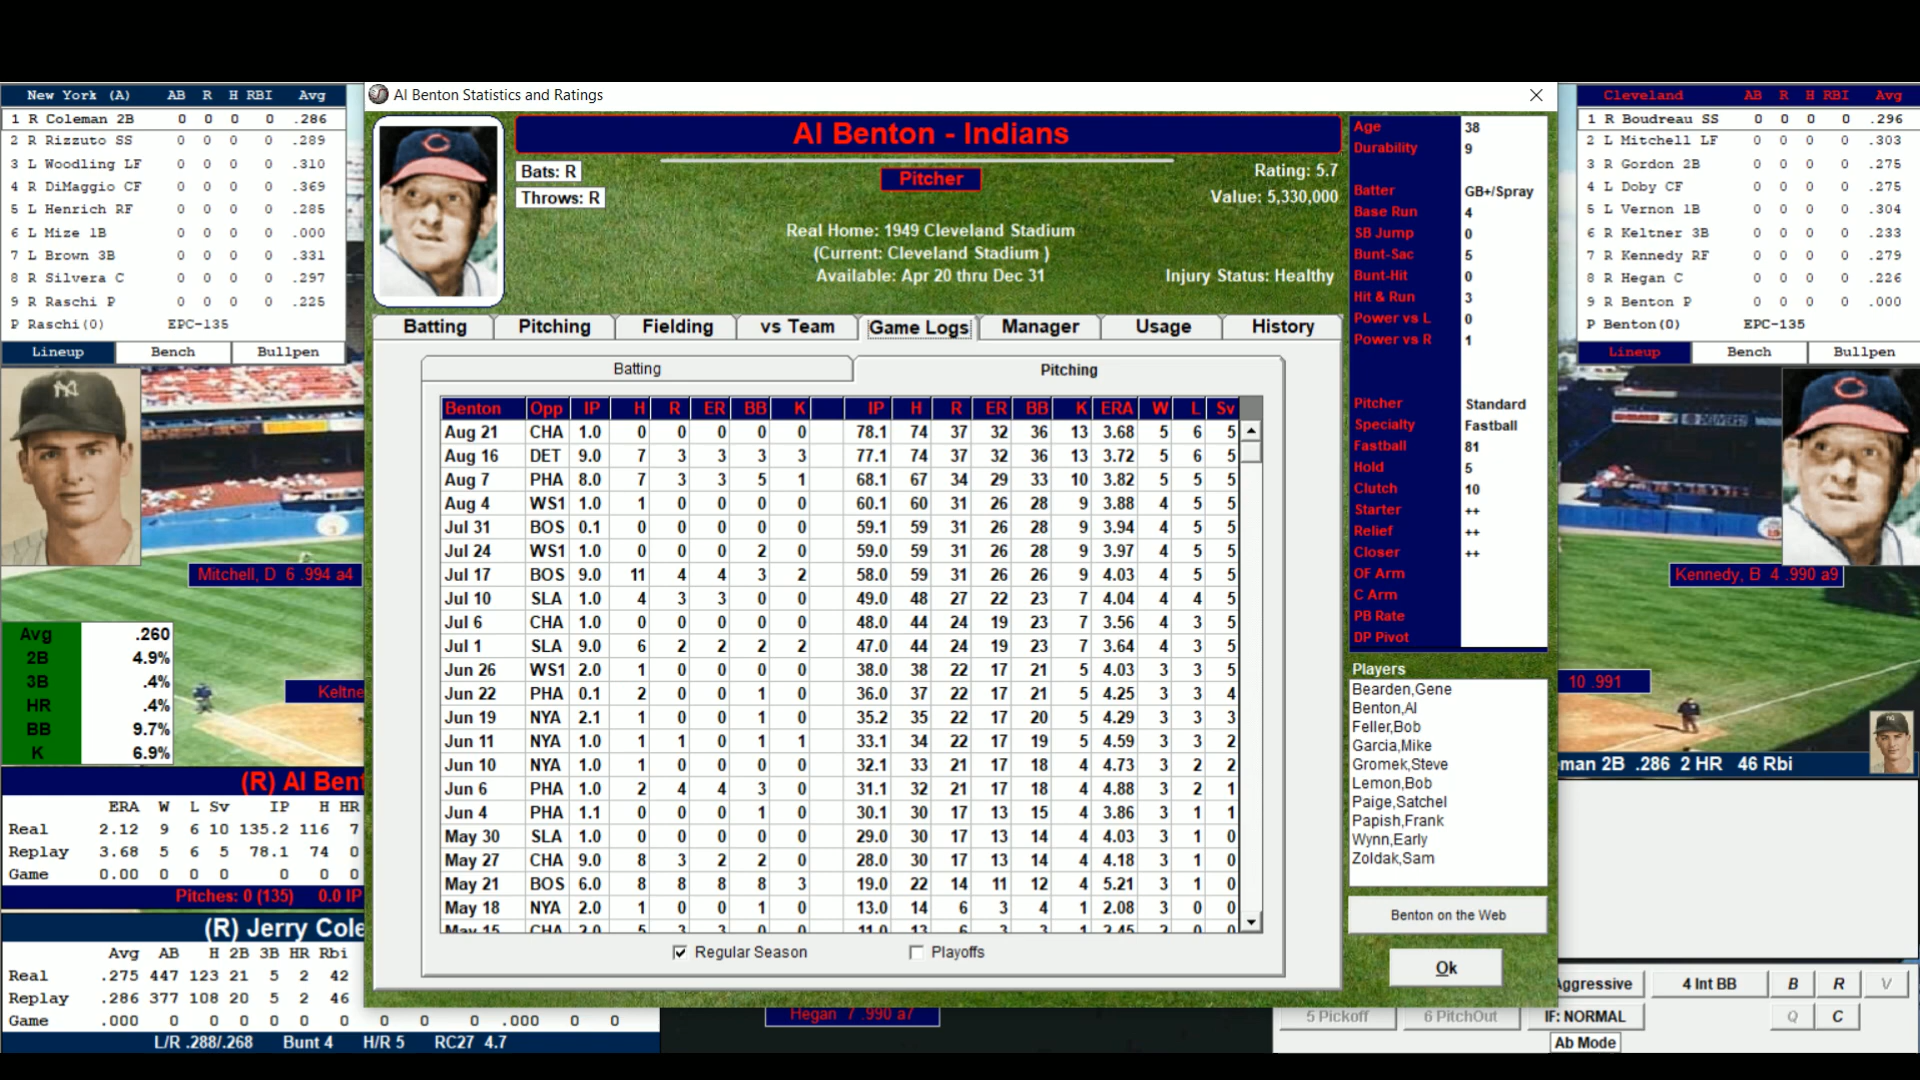 New York (A) AB R H RBI Avg
1 R Coleman 2B 0 0 0 0 .286
2 R Rizzuto SS 0 0 0 0 .289
3 L Woodling LF 0 0 0 0 .310
4 R DiMaggio CF 0 0 0 0 .369
5 L Henrich RF 0 0 0 0 .285
6 L Mize 1B 0 0 0 0 .000
7 L Brown 3B 0 0 0 0 .331
8 R Silvera C 0 0 0 0 .297
9 R Raschi P 0 0 0 0 .225
P Raschi(0) EPC-135
Lineup Bench Bullpen
Mitchell, D 6 .994 a4
Avg .260
2B 4.9%
3B .4%
HR .4%
BB 9.7%
K 6.9%
Keltne
(R) Al Bent
ERA W L Sv IP H HR
Real 2.12 9 6 10 135.2 116 7
Replay 3.68 5 6 5 78.1 74 0
Game 0.00 0 0 0 0 0 0
Pitches: 0 (135) 0.0 IP
(R) Jerry Cole
Avg AB H 2B 3B HR Rbi
Real .275 447 123 21 5 2 42
Replay .286 377 108 20 5 2 46
Game .000 0 0 0 0 0 0 0 0 .000 0 0
L/R .288/.268 Bunt 4 H/R 5 RC27 4.7
Al Benton Statistics and Ratings
Al Benton - Indians
Bats: R
Throws: R
Pitcher
Rating: 5.7
Value: 5,330,000
Real Home: 1949 Cleveland Stadium
(Current: Cleveland Stadium )
Available: Apr 20 thru Dec 31
Injury Status: Healthy
Batting Pitching Fielding vs Team Game Logs Manager Usage History
Batting Pitching
Benton Opp IP H R ER BB K IP H R ER BB K ERA W L Sv
Aug 21 CHA 1.0 0 0 0 0 0 78.1 74 37 32 36 13 3.68 5 6 5
Aug 16 DET 9.0 7 3 3 3 3 77.1 74 37 32 36 13 3.72 5 6 5
Aug 7 PHA 8.0 7 3 3 5 1 68.1 67 34 29 33 10 3.82 5 5 5
Aug 4 WS1 1.0 1 0 0 0 0 60.1 60 31 26 28 9 3.88 4 5 5
Jul 31 BOS 0.1 0 0 0 0 0 59.1 59 31 26 28 9 3.94 4 5 5
Jul 24 WS1 1.0 0 0 0 2 0 59.0 59 31 26 28 9 3.97 4 5 5
Jul 17 BOS 9.0 11 4 4 3 2 58.0 59 31 26 26 9 4.03 4 5 5
Jul 10 SLA 1.0 4 3 3 0 0 49.0 48 27 22 23 7 4.04 4 4 5
Jul 6 CHA 1.0 0 0 0 0 0 48.0 44 24 19 23 7 3.56 4 3 5
Jul 1 SLA 9.0 6 2 2 2 2 47.0 44 24 19 23 7 3.64 4 3 5
Jun 26 WS1 2.0 1 0 0 0 0 38.0 38 22 17 21 5 4.03 3 3 5
Jun 22 PHA 0.1 2 0 0 1 0 36.0 37 22 17 21 5 4.25 3 3 4
Jun 19 NYA 2.1 1 0 0 1 0 35.2 35 22 17 20 5 4.29 3 3 3
Jun 11 NYA 1.0 1 1 0 1 1 33.1 34 22 17 19 5 4.59 3 3 2
Jun 10 NYA 1.0 1 0 0 0 0 32.1 33 21 17 18 4 4.73 3 2 2
Jun 6 PHA 1.0 2 4 4 3 0 31.1 32 21 17 18 4 4.88 3 2 1
Jun 4 PHA 1.1 0 0 0 1 0 30.1 30 17 13 15 4 3.86 3 1 1
May 30 SLA 1.0 0 0 0 0 0 29.0 30 17 13 14 4 4.03 3 1 0
May 27 CHA 9.0 8 3 2 2 0 28.0 30 17 13 14 4 4.18 3 1 0
May 21 BOS 6.0 8 8 8 8 3 19.0 22 14 11 12 4 5.21 3 1 0
May 18 NYA 2.0 1 0 0 1 0 13.0 14 6 3 4 1 2.08 3 0 0
May 15 CHA 2.0 5 3 3 0 0 11.0 13 6 3 3 1 2.45 2 0 0
Regular Season Playoffs
Age 38
Durability 9
Batter GB+/Spray
Base Run 4
SB Jump 0
Bunt-Sac 5
Bunt-Hit 0
Hit & Run 3
Power vs L 0
Power vs R 1
Pitcher Standard
Specialty Fastball
Fastball 81
Hold 5
Clutch 10
Starter ++
Relief ++
Closer ++
OF Arm
C Arm
PB Rate
DP Pivot
Players
Bearden,Gene
Benton,Al
Feller,Bob
Garcia,Mike
Gromek,Steve
Lemon,Bob
Paige,Satchel
Papish,Frank
Wynn,Early
Zoldak,Sam
Benton on the Web
Ok
Cleveland AB R H RBI Avg
1 R Boudreau SS 0 0 0 0 .296
2 L Mitchell LF 0 0 0 0 .303
3 R Gordon 2B 0 0 0 0 .275
4 L Doby CF 0 0 0 0 .275
5 L Vernon 1B 0 0 0 0 .304
6 R Keltner 3B 0 0 0 0 .233
7 R Kennedy RF 0 0 0 0 .279
8 R Hegan C 0 0 0 0 .226
9 R Benton P 0 0 0 0 .000
P Benton(0) EPC-135
Lineup Bench Bullpen
Kennedy, B 4 .990 a9
10 .991
man 2B .286 2 HR 46 Rbi
Hegan 7 .990 a7
Aggressive 4 Int BB B R V
5 Pickoff 6 PitchOut IF: NORMAL Q C
Ab Mode